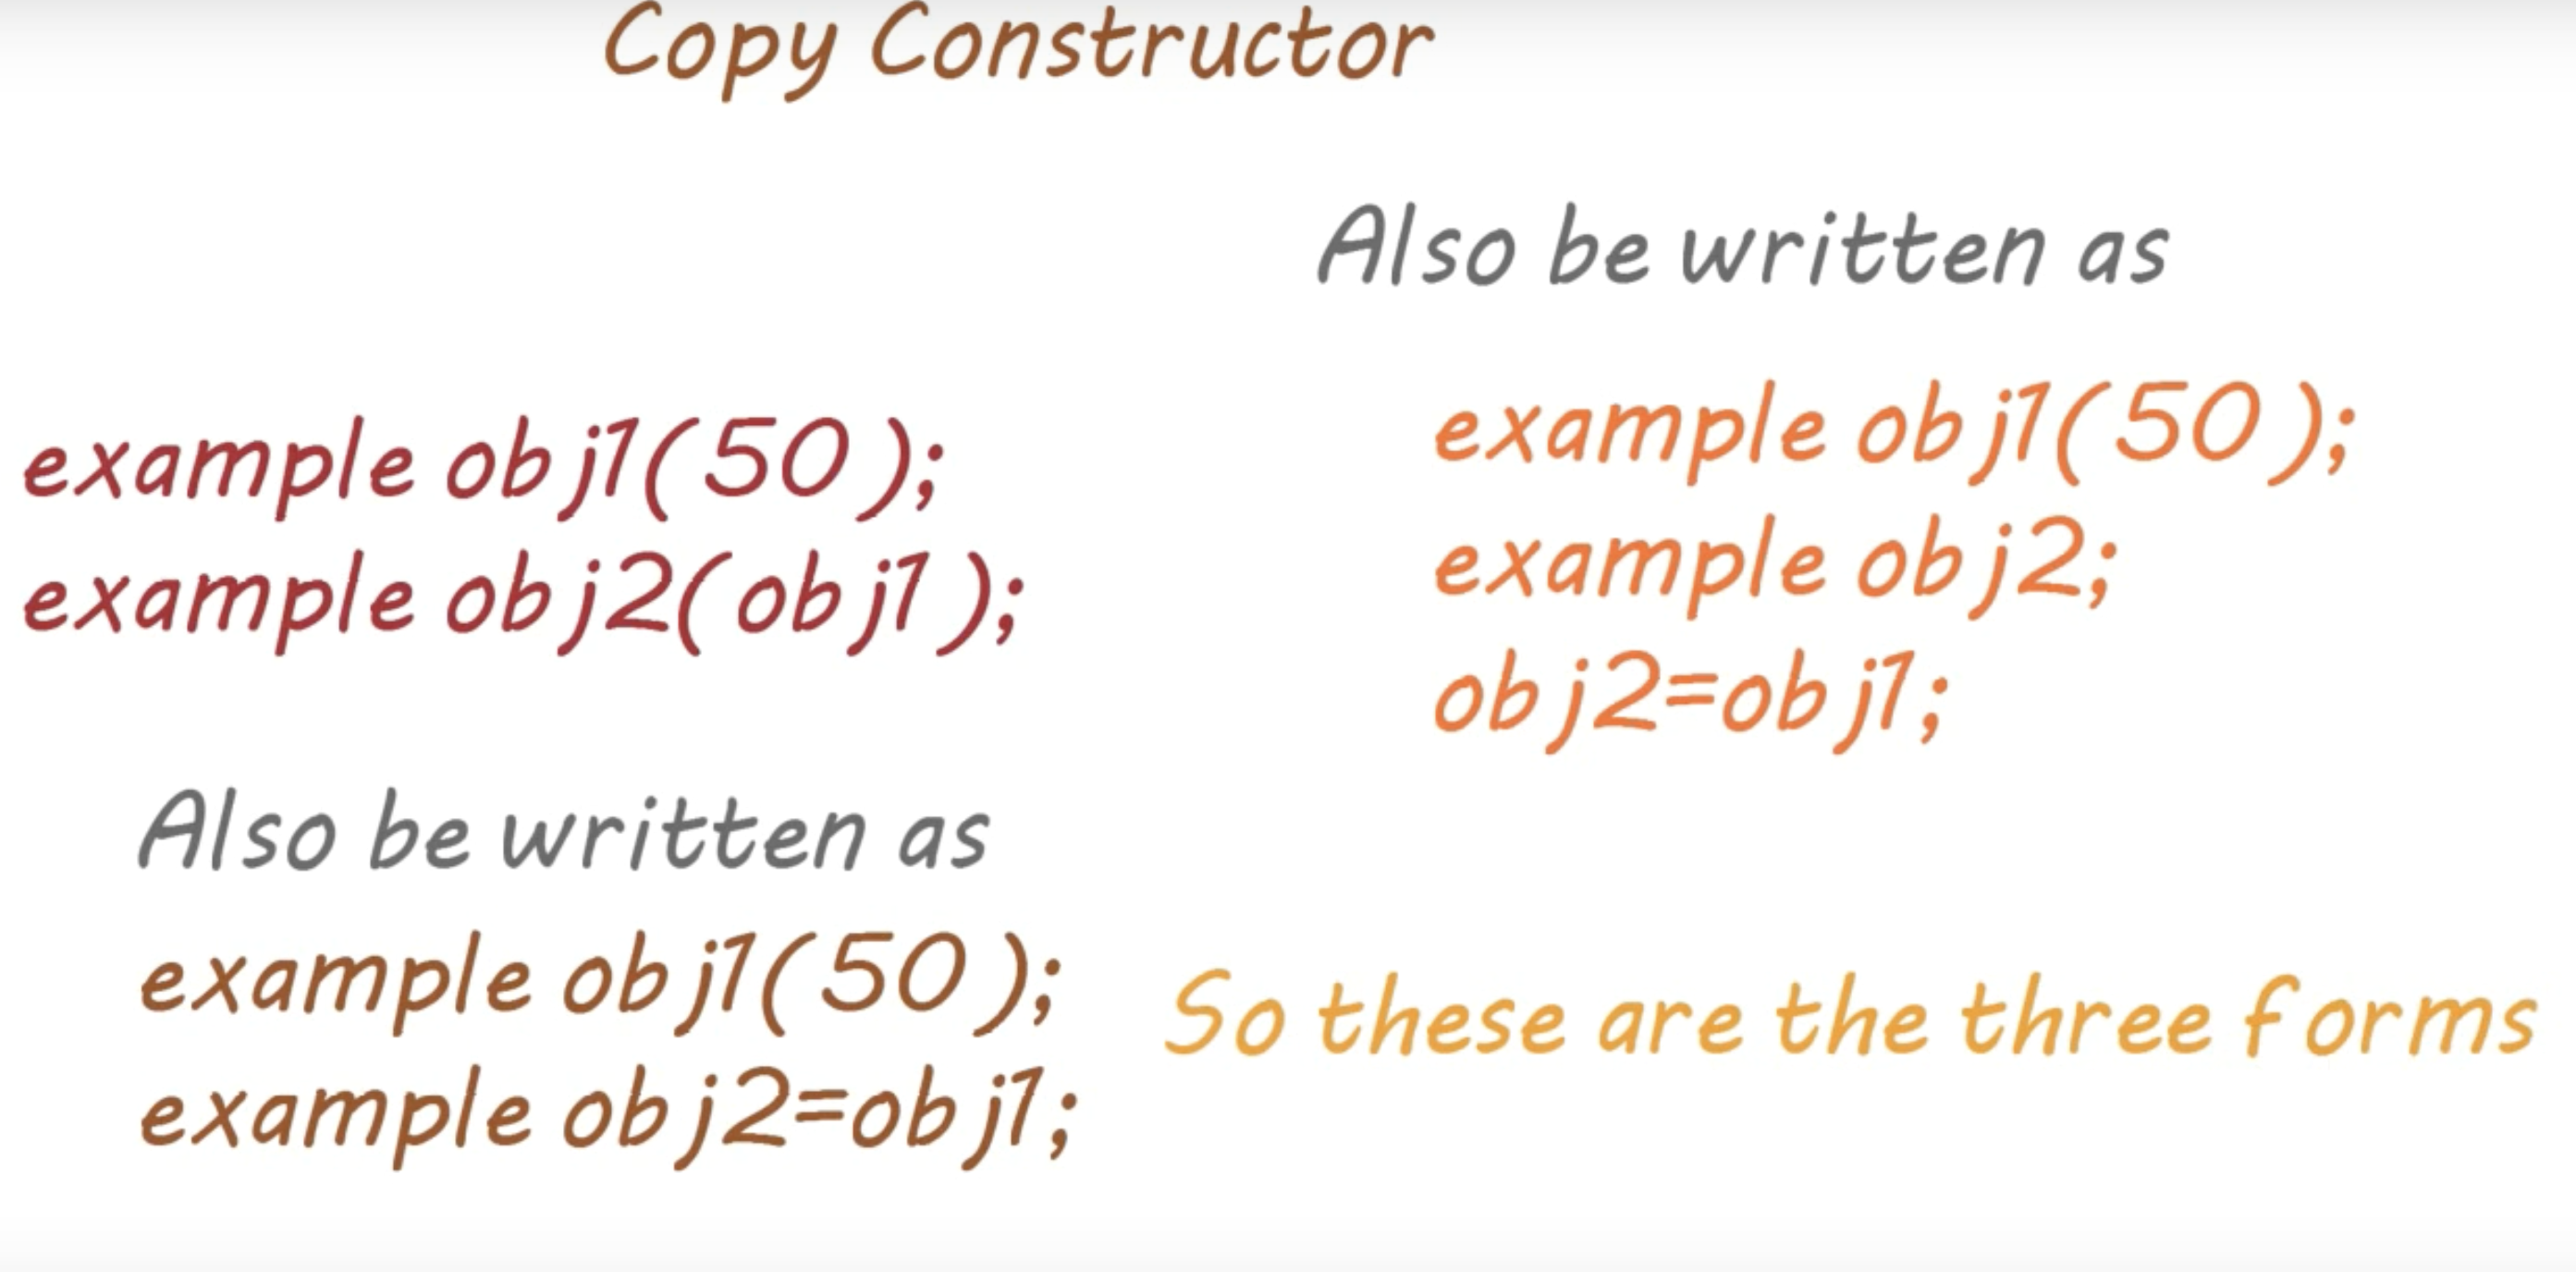 Copy Constructor
example obj1(50);
example obj2(obj1);
Also be written as
example obj1(50);
example obj2=obj1;
Also be written as
example obj1(50);
example obj2;
obj2=obj1;
So these are the three forms